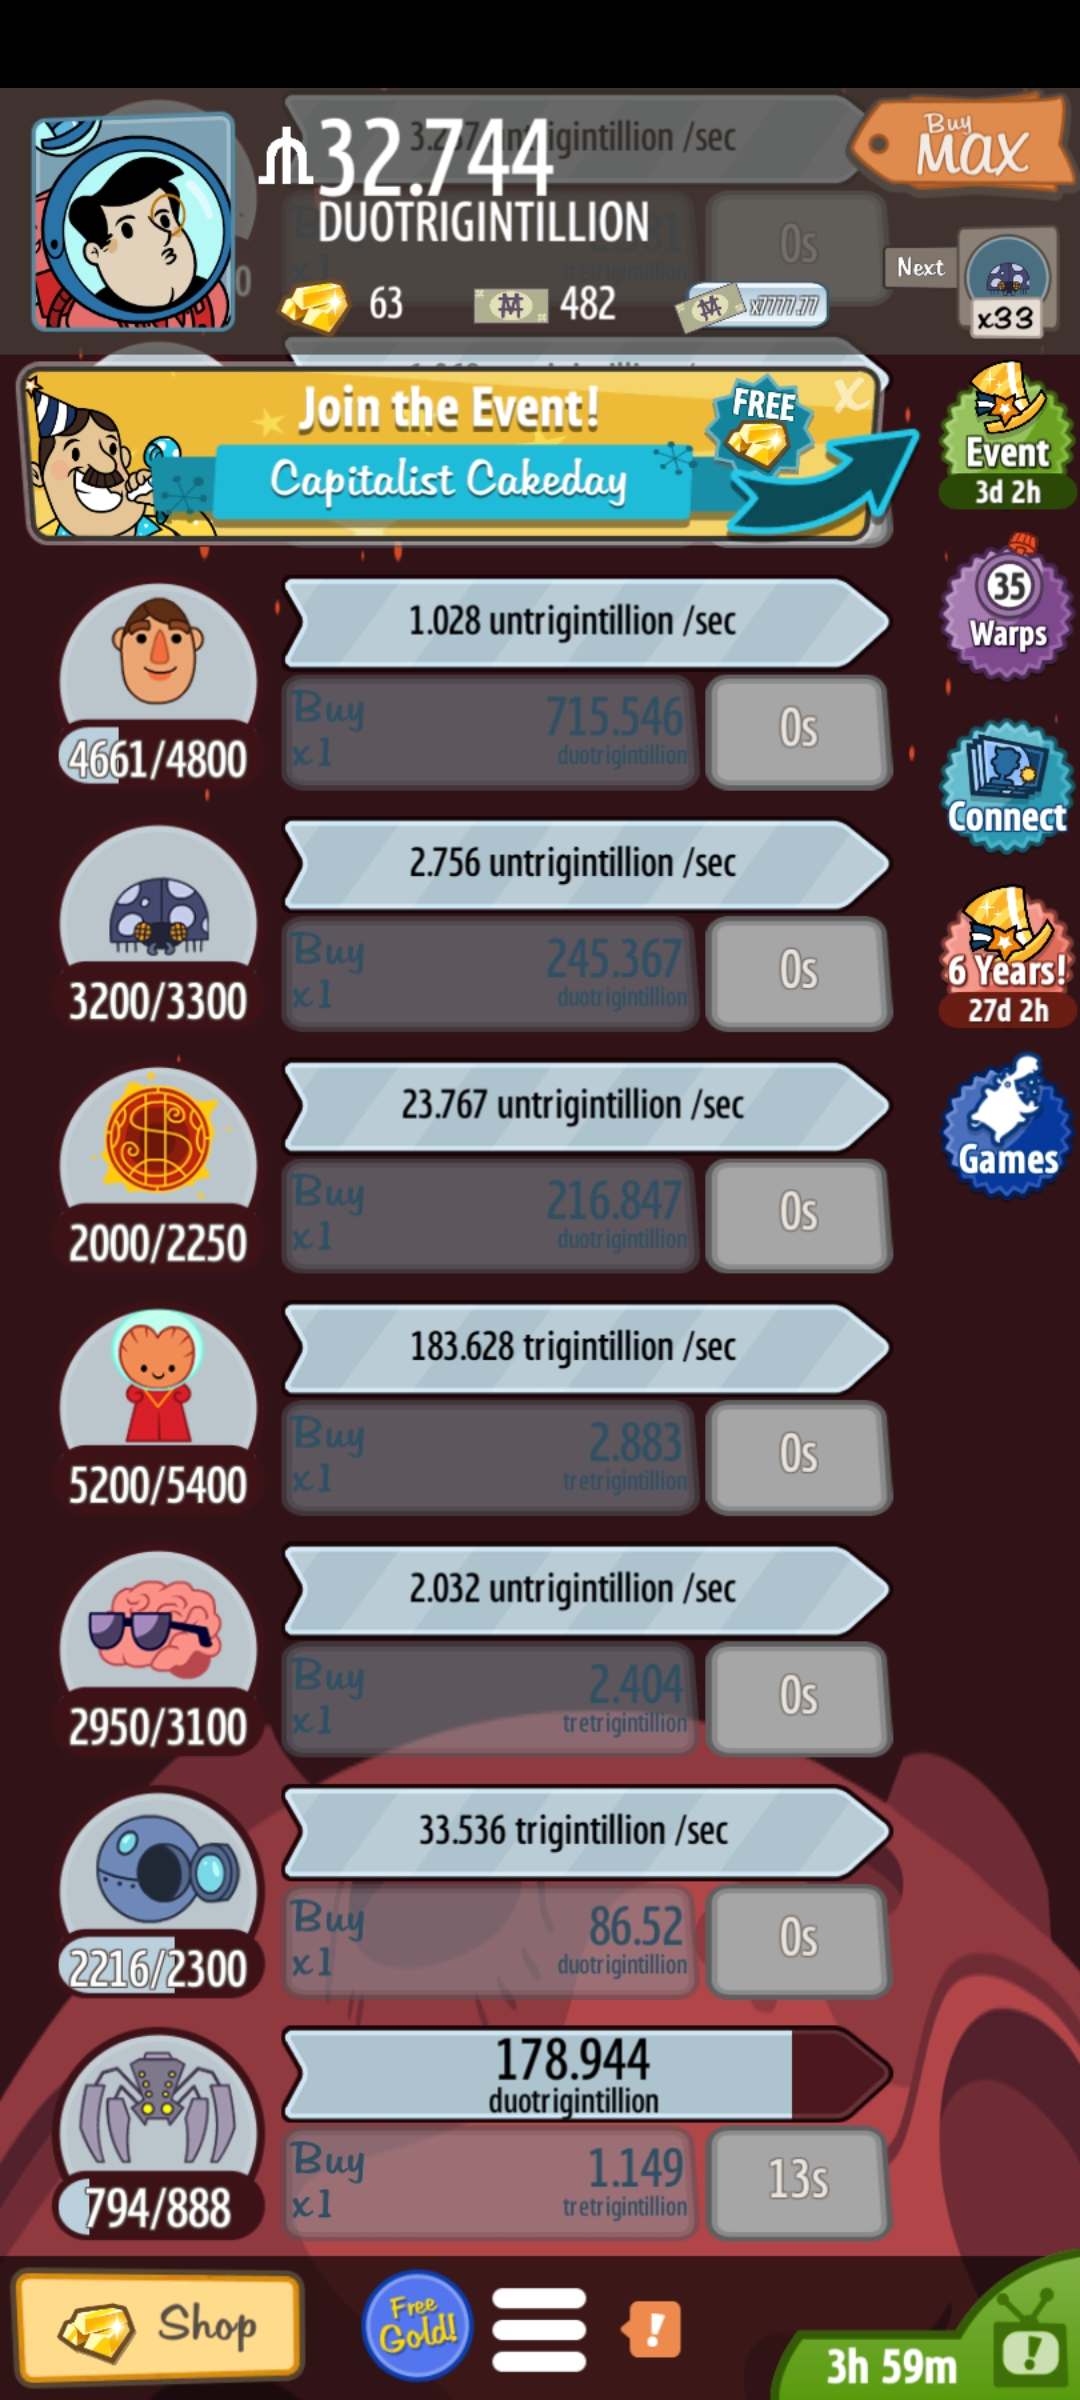 32.744
DUOTRIGINTILLION
Buy
MAX
Next
x33
63
482
x7777.77
0s
Join the Event!
Capitalist Cakeday
FREE
X
Event
3d 2h
35
Warps
Connect
6 Years!
27d 2h
Games
1.028 untrigintillion /sec
Buy
x1
715.546
duotrigintillion
0s
4661/4800
2.756 untrigintillion /sec
Buy
x1
245.367
duotrigintillion
0s
3200/3300
23.767 untrigintillion /sec
Buy
x1
216.847
duotrigintillion
0s
2000/2250
183.628 trigintillion /sec
Buy
x1
2.883
tretrigintillion
0s
5200/5400
2.032 untrigintillion /sec
Buy
x1
2.404
tretrigintillion
0s
2950/3100
33.536 trigintillion /sec
Buy
x1
86.52
duotrigintillion
0s
2216/2300
178.944
duotrigintillion
Buy
x1
1.149
tretrigintillion
13s
794/888
Shop
Free
Gold!
!
3h 59m
!